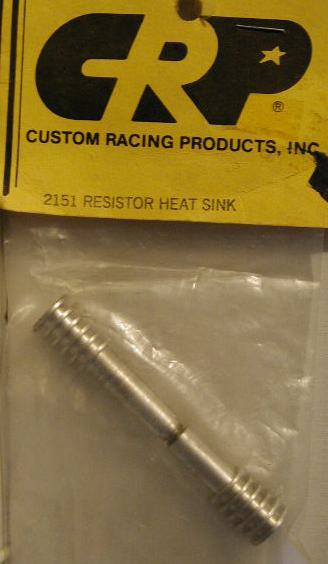 CRP ®
CUSTOM RACING PRODUCTS, INC.
2151 RESISTOR HEAT SINK